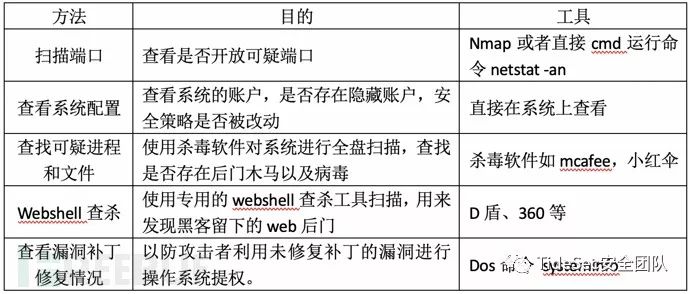 方法 目的 工具
扫描端口 查看是否开放可疑端口 Nmap 或者直接 cmd 运行命
令 netstat -an
查看系统配置 查看系统的账户，是否存在隐藏账户，安
全策略是否被改动 直接在系统上查看
查找可疑进程
和文件 使用杀毒软件对系统进行全盘扫描，查找
是否存在后门木马以及病毒 杀毒软件如 mcafee，小红伞
Webshell 查杀 使用专用的 webshell 查杀工具扫描，用来
发现黑客留下的 web 后门 D 盾、360 等
查看漏洞补丁
修复情况 以防攻击者利用未修复补丁的漏洞进行
操作系统提权。 Dos 命令 systeminfo
安全团队